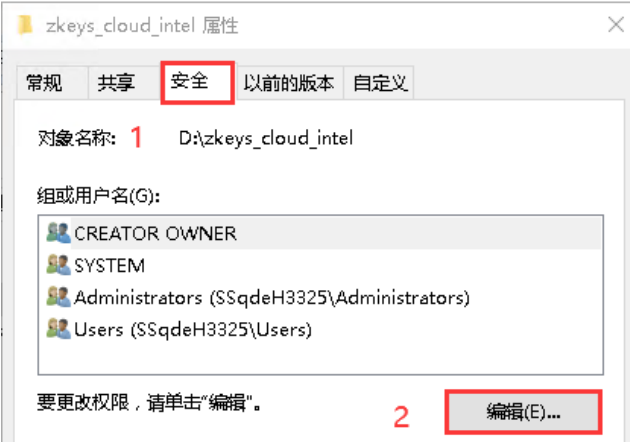 zkeys_cloud_intel 属性
常规 共享 安全 以前的版本 自定义
对象名称: 1 D:\zkeys_cloud_intel
组或用户名(G):
CREATOR OWNER
SYSTEM
Administrators (SSqdeH3325\Administrators)
Users (SSqdeH3325\Users)
要更改权限，请单击“编辑”。 2 编辑(E)...